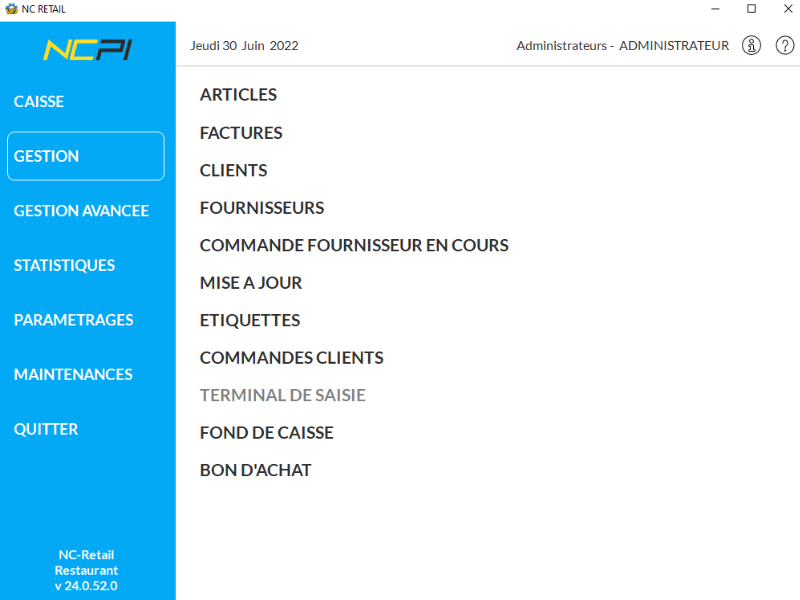 NC RETAIL
NCPI
Jeudi 30 Juin 2022
Administrateurs - ADMINISTRATEUR
CAISSE
GESTION
GESTION AVANCEE
STATISTIQUES
PARAMETRAGES
MAINTENANCES
QUITTER
NC-Retail
Restaurant
v 24.0.52.0
ARTICLES
FACTURES
CLIENTS
FOURNISSEURS
COMMANDE FOURNISSEUR EN COURS
MISE A JOUR
ETIQUETTES
COMMANDES CLIENTS
TERMINAL DE SAISIE
FOND DE CAISSE
BON D'ACHAT